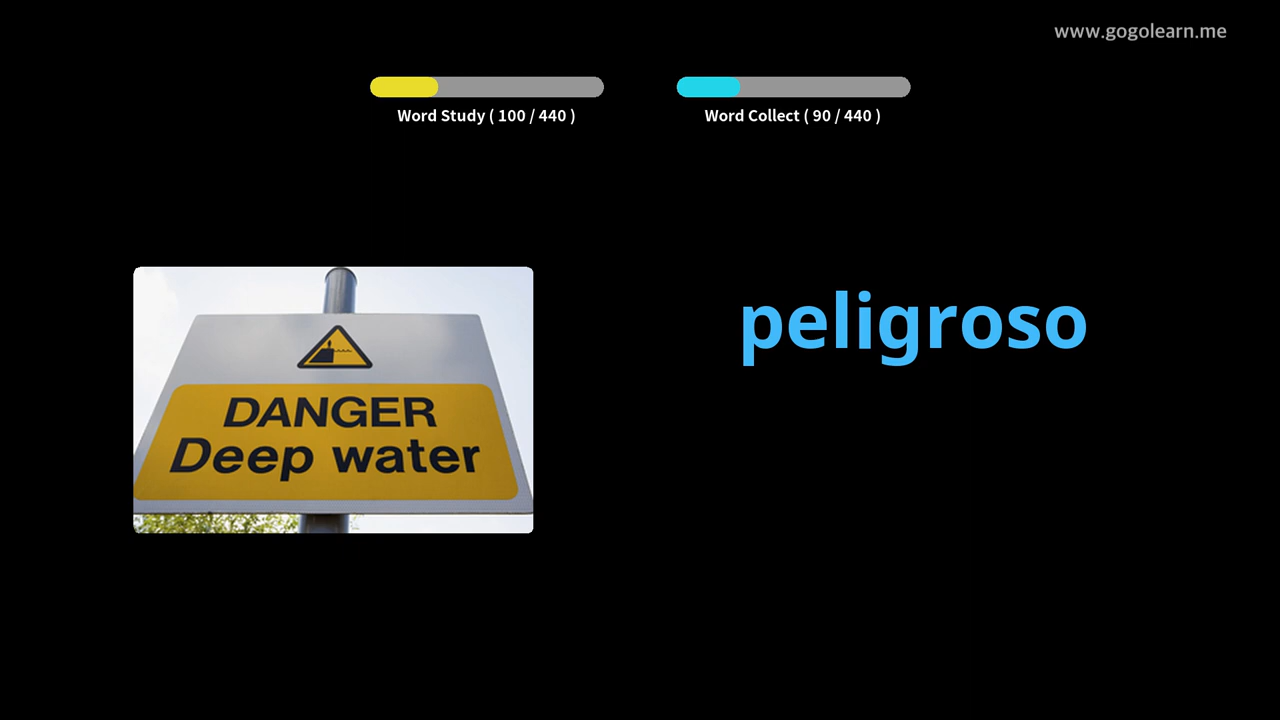 www.gogolearn.me
Word Study ( 100 / 440 )
Word Collect ( 90 / 440 )
DANGER
Deep water
peligroso